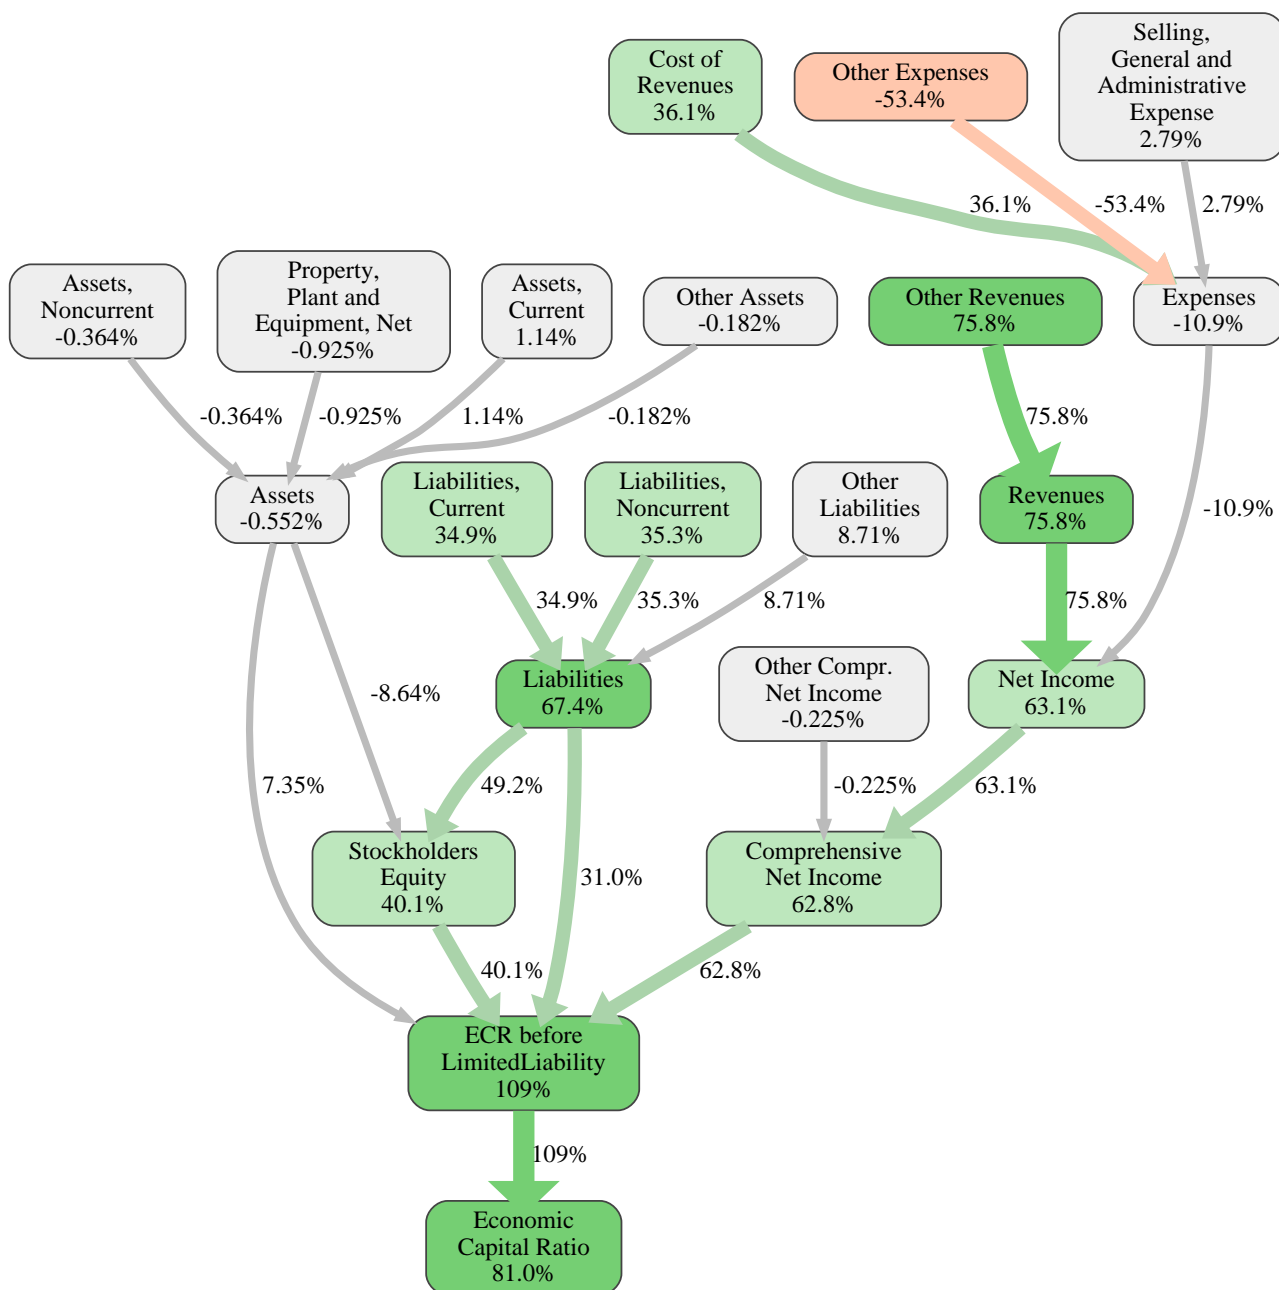 Cost of
Revenues
36.1%
Other Expenses
-53.4%
Selling,
General and
Administrative
Expense
2.79%
36.1%
-53.4%
2.79%
Assets,
Noncurrent
-0.364%
Property,
Plant and
Equipment, Net
-0.925%
Assets,
Current
1.14%
Other Assets
-0.182%
Other Revenues
75.8%
Expenses
-10.9%
-0.364%
-0.925%
1.14%
-0.182%
75.8%
-10.9%
Assets
-0.552%
Liabilities,
Current
34.9%
Liabilities,
Noncurrent
35.3%
Other
Liabilities
8.71%
Revenues
75.8%
34.9%
35.3%
8.71%
75.8%
-8.64%
Liabilities
67.4%
Other Compr.
Net Income
-0.225%
Net Income
63.1%
7.35%
49.2%
-0.225%
63.1%
Stockholders
Equity
40.1%
31.0%
Comprehensive
Net Income
62.8%
40.1%
62.8%
ECR before
LimitedLiability
109%
109%
Economic
Capital Ratio
81.0%